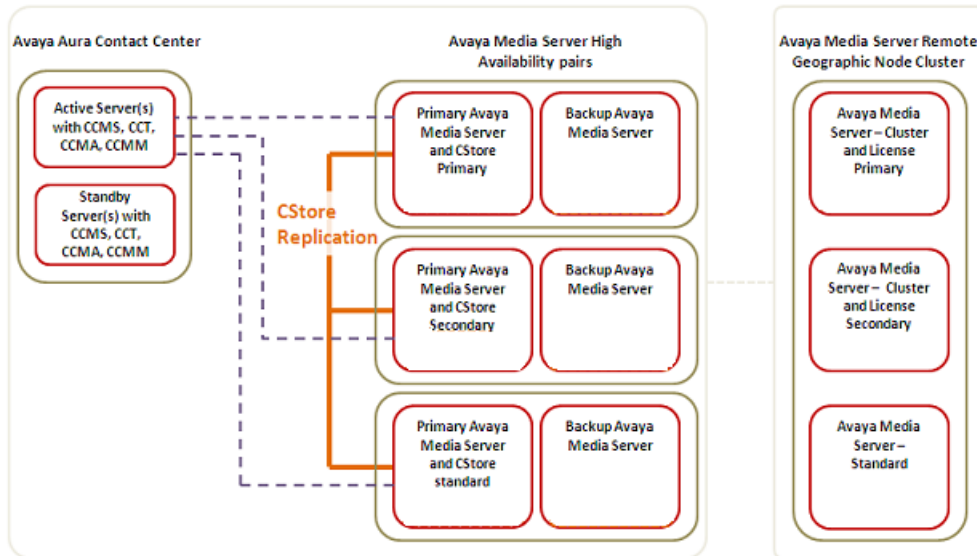 Avaya Aura Contact Center
Active Server(s)
with CCMS, CCT,
CCMA, CCMM
Standby
Server(s) with
CCMS, CCT,
CCMA, CCMM
CStore
Replication
Avaya Media Server High
Availability pairs
Primary Avaya
Media Server
and CStore
Primary
Backup Avaya
Media Server
Primary Avaya
Media Server
and CStore
Secondary
Backup Avaya
Media Server
Primary Avaya
Media Server
and CStore
standard
Backup Avaya
Media Server
Avaya Media Server Remote
Geographic Node Cluster
Avaya Media
Server – Cluster
and License
Primary
Avaya Media
Server – Cluster
and License
Secondary
Avaya Media
Server –
Standard